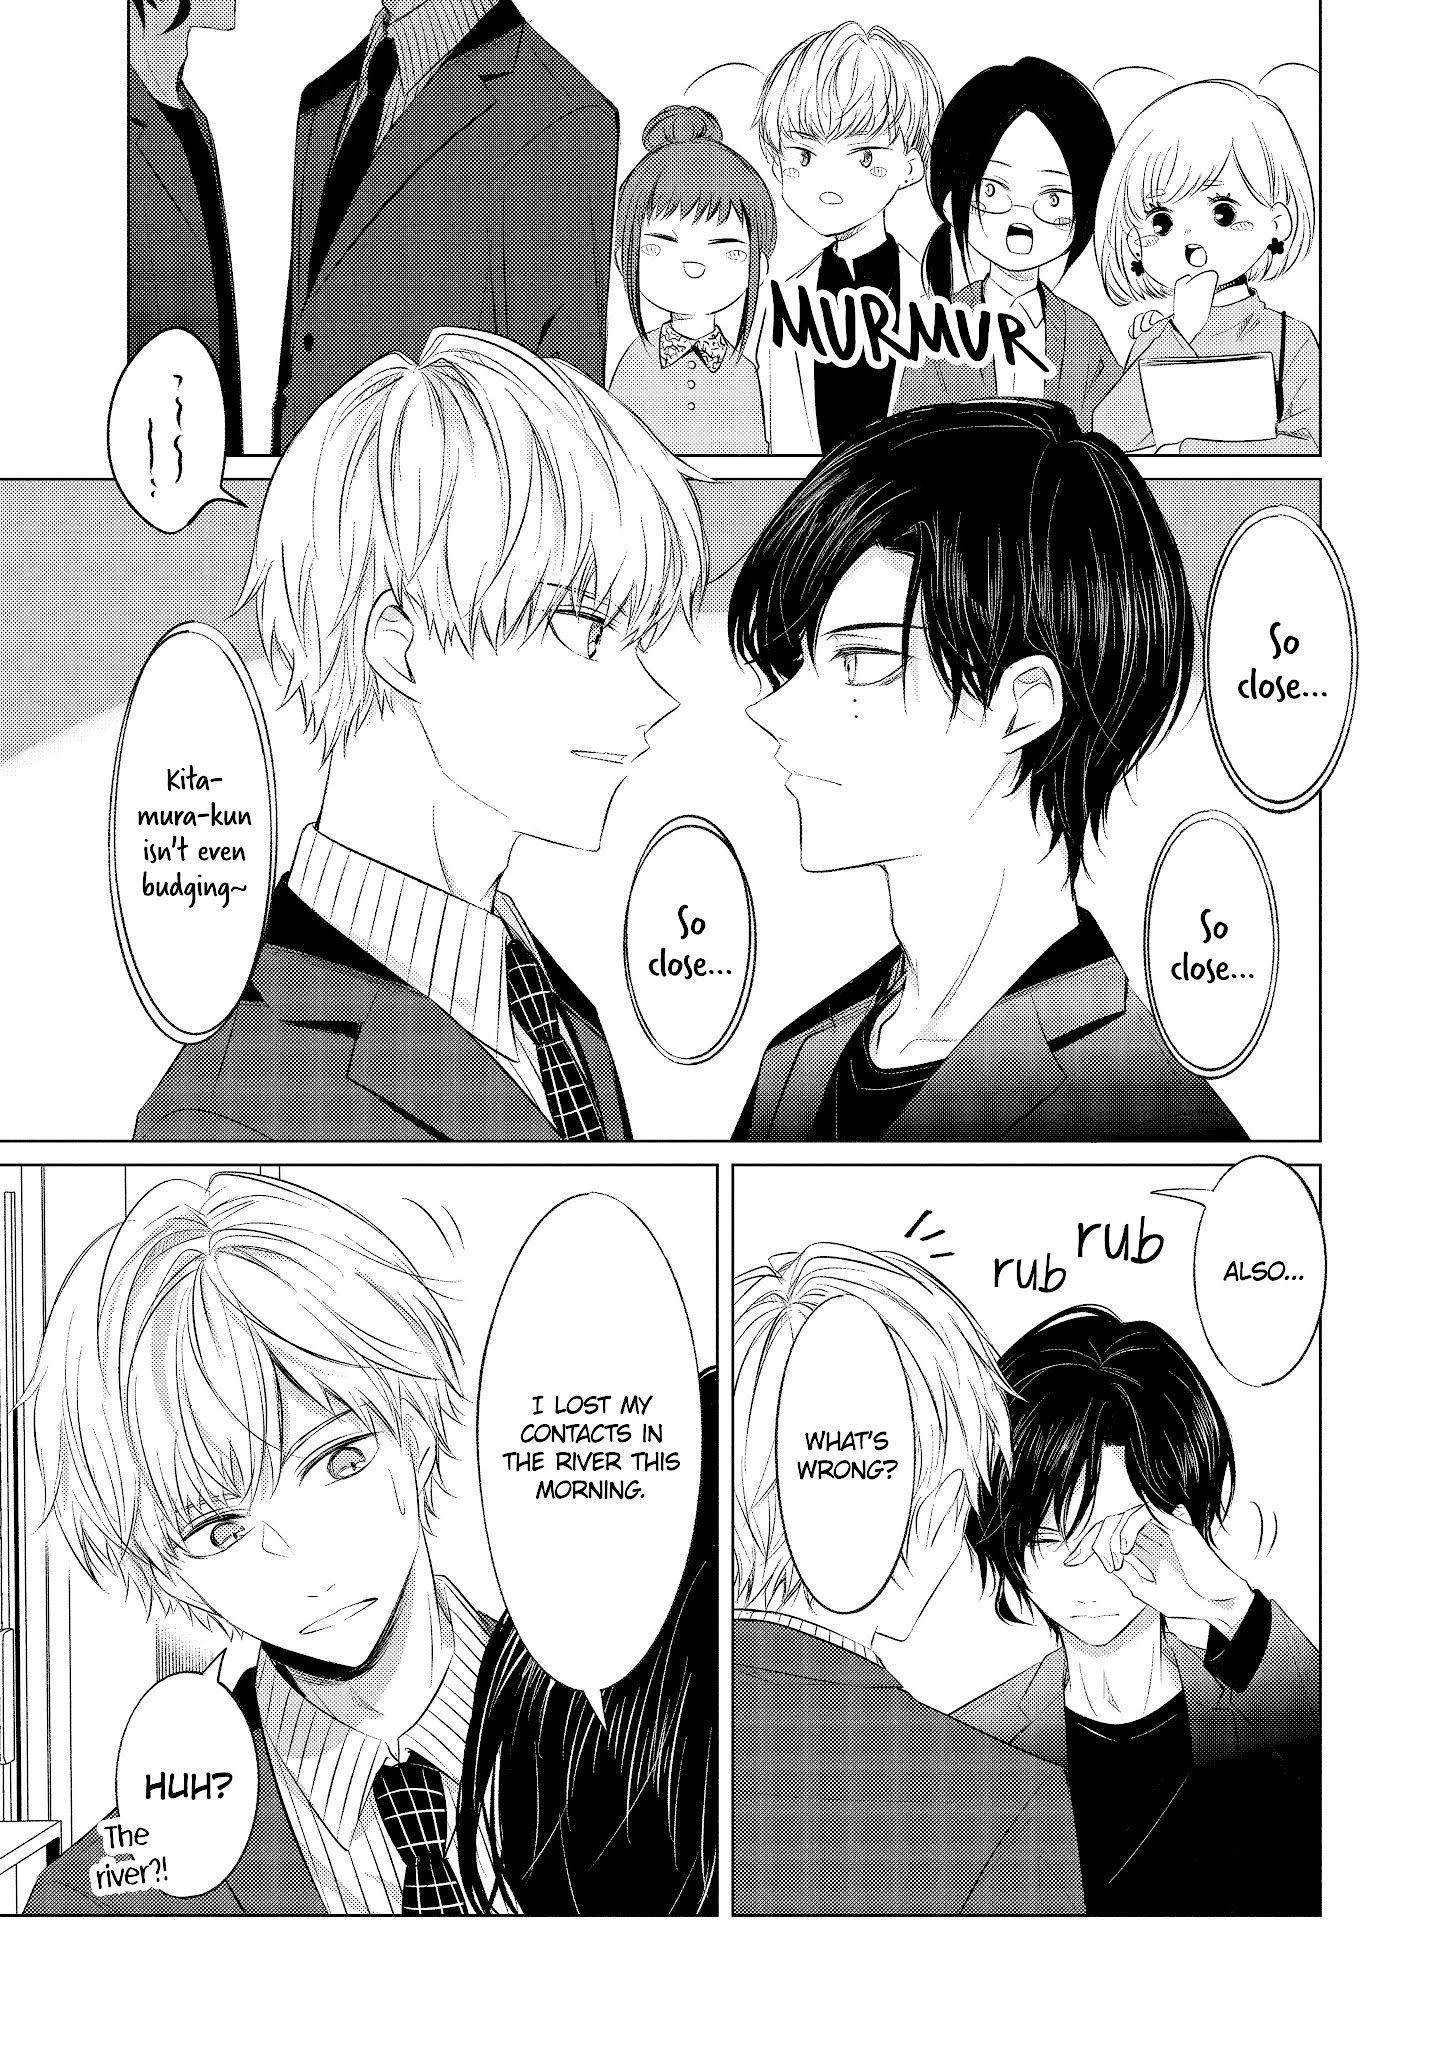 MURMUR
So
close...
So
close...
So
close...
Kita-
mura-kun
isn't even
budging~
ALSO...
rub
rub
WHAT'S
WRONG?
I LOST MY
CONTACTS IN
THE RIVER THIS
MORNING.
HUH?
The
river?!